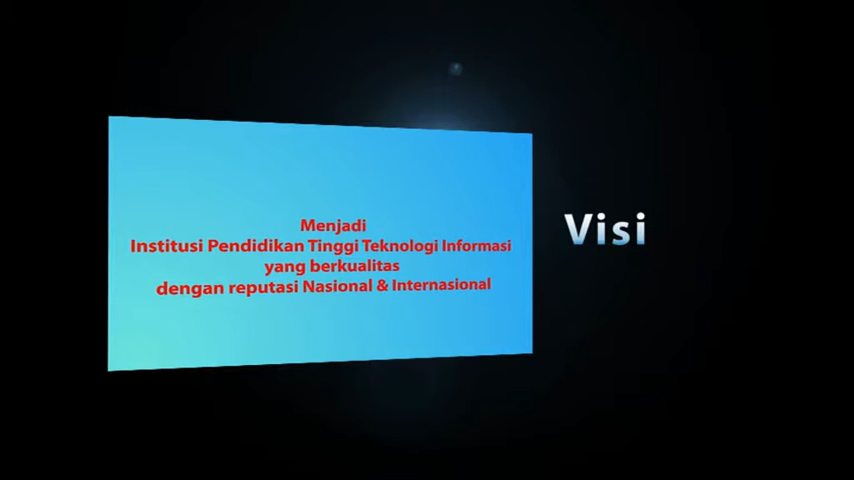 Menjadi
Institusi Pendidikan Tinggi Teknologi Informasi
yang berkualitas
dengan reputasi Nasional & Internasional
Visi